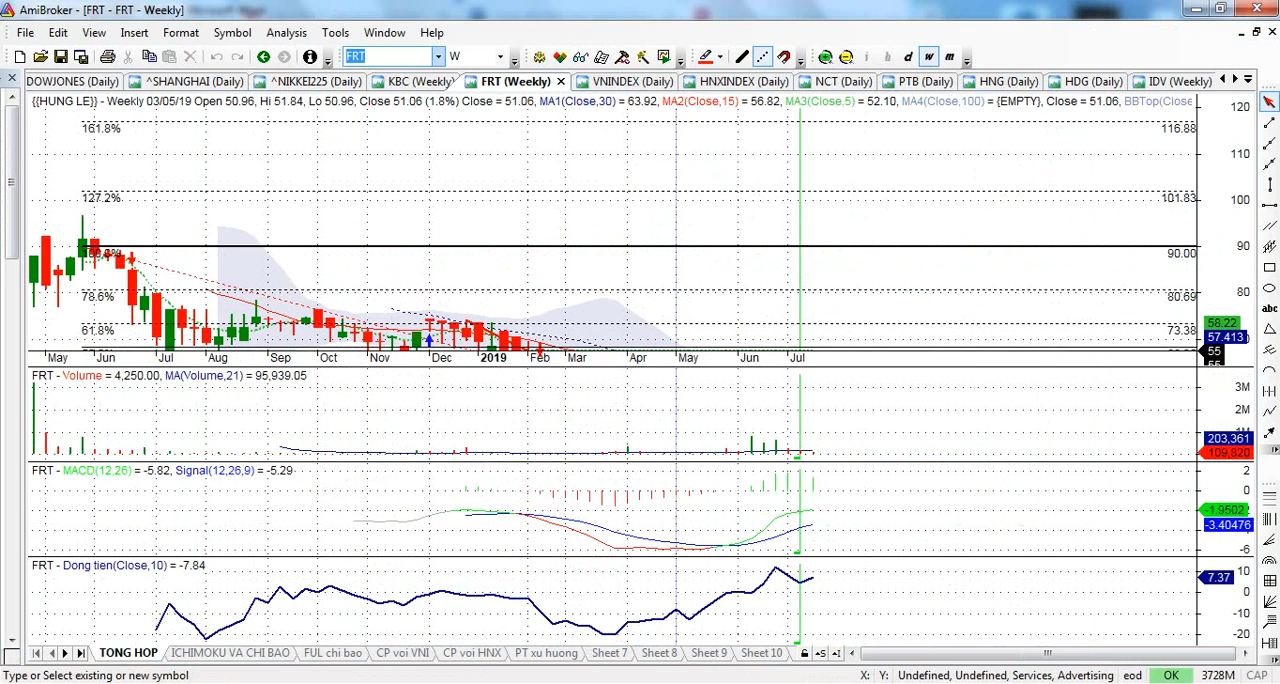 AmiBroker - [FRT - FRT - Weekly]
File Edit View Insert Format Symbol Analysis Tools Window Help
FRT W i h d w m
DOWJONES (Daily) ^SHANGHAI (Daily) ^NIKKEI225 (Daily) KBC (Weekly) FRT (Weekly) VNINDEX (Daily) HNXINDEX (Daily) NCT (Daily) PTB (Daily) HNG (Daily) HDG (Daily) IDV (Weekly)
{{HUNG LE}} - Weekly 03/05/19 Open 50.96, Hi 51.84, Lo 50.96, Close 51.06 (1.8%) Close = 51.06, MA1(Close,30) = 63.92, MA2(Close,15) = 56.82, MA3(Close,5) = 52.10, MA4(Close,100) = {EMPTY}, Close = 51.06, BBTop(Close
120
161.8% 116.88
110
127.2% 101.83
100
90
90.00
80
78.6% 80.69
58.22
61.8% 73.38
57.413
55
May Jun Jul Aug Sep Oct Nov Dec 2019 Feb Mar Apr May Jun Jul
FRT - Volume = 4,250.00, MA(Volume,21) = 95,939.05
3M
2M
203,361
109,820
FRT - MACD(12,26) = -5.82, Signal(12,26,9) = -5.29
2
0
-1.9502
-3.40476
-6
FRT - Dong tien(Close,10) = -7.84
10
7.37
0
-10
-20
TONG HOP ICHIMOKU VA CHI BAO FUL chi bao CP voi VNI CP voi HNX PT xu huong Sheet 7 Sheet 8 Sheet 9 Sheet 10
Type or Select existing or new symbol X: Y: Undefined, Undefined, Services, Advertising eod OK 3728M CAP
abc